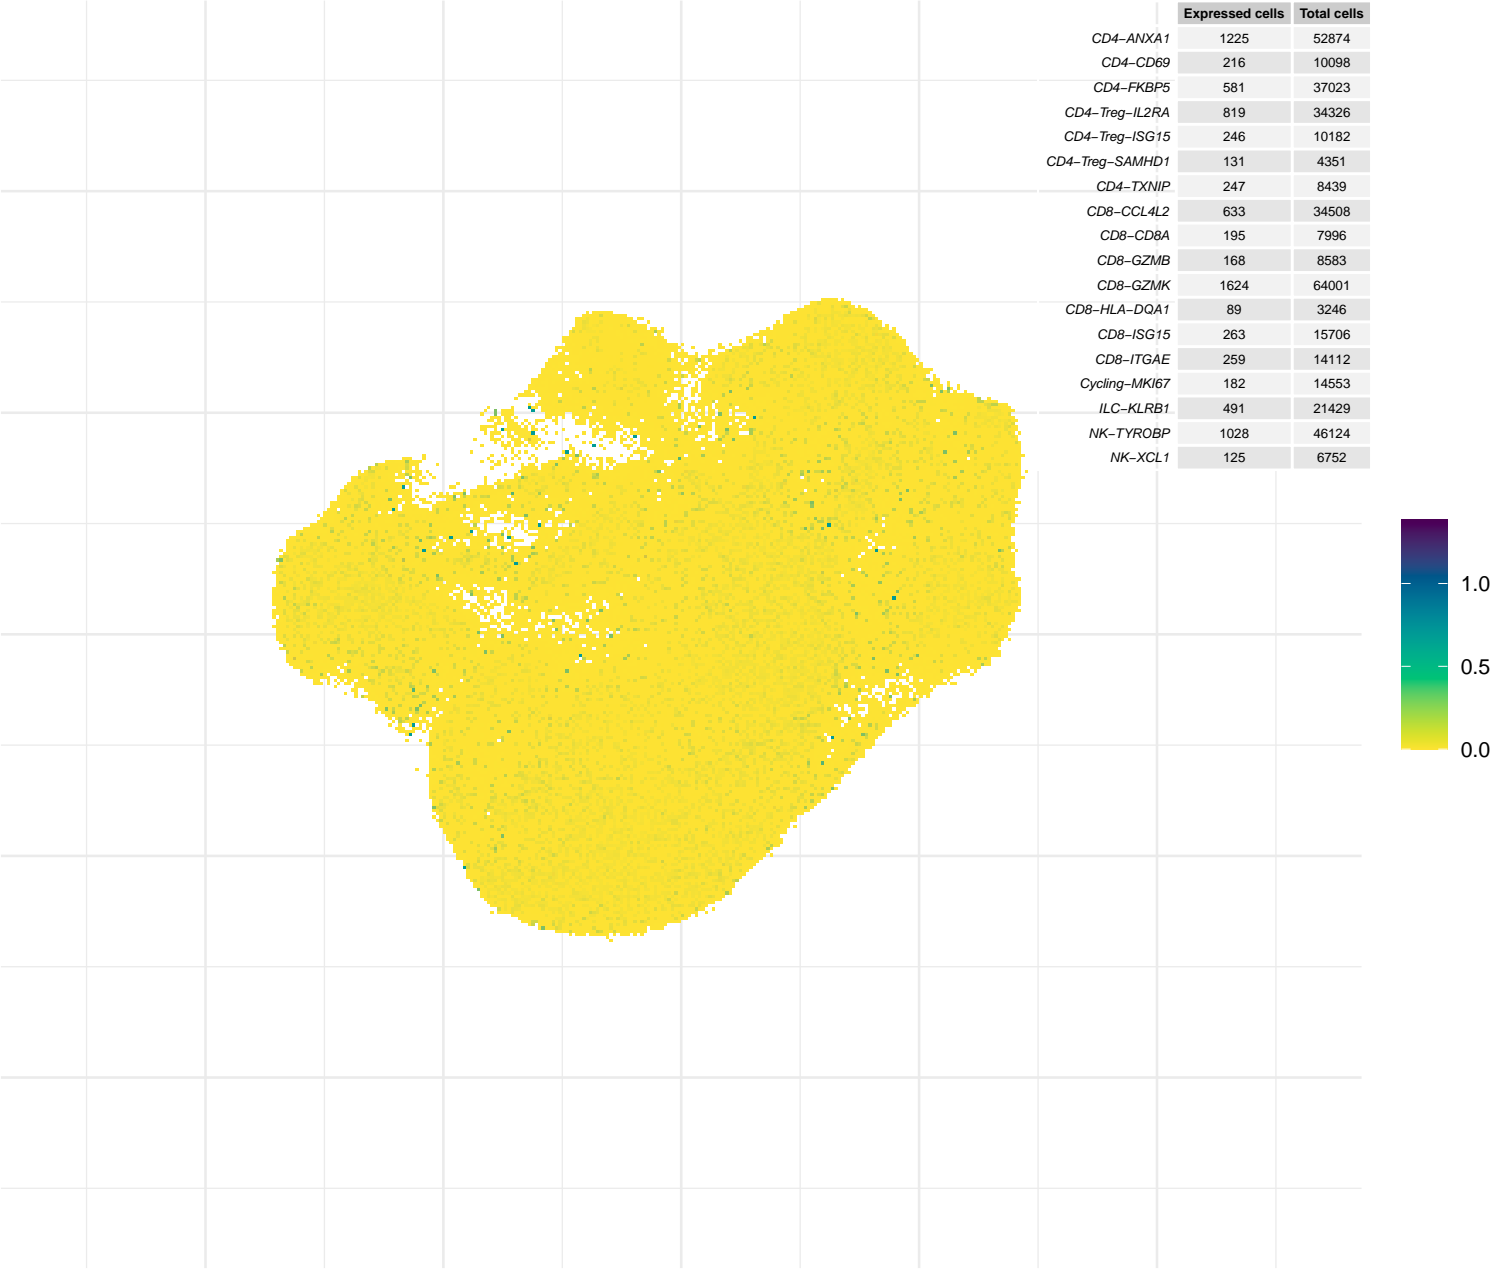 Expressed cells Total cells
CD4−ANXA1 1225 52874
CD4−CD69 216 10098
CD4−FKBP5 581 37023
CD4−Treg−IL2RA 819 34326
CD4−Treg−ISG15 246 10182
CD4−Treg−SAMHD1 131 4351
CD4−TXNIP 247 8439
CD8−CCL4L2 633 34508
CD8−CD8A 195 7996
CD8−GZMB 168 8583
CD8−GZMK 1624 64001
CD8−HLA−DQA1 89 3246
CD8−ISG15 263 15706
CD8−ITGAE 259 14112
Cycling−MKI67 182 14553
ILC−KLRB1 491 21429
NK−TYROBP 1028 46124
NK−XCL1 125 6752
1.0
0.5
0.0